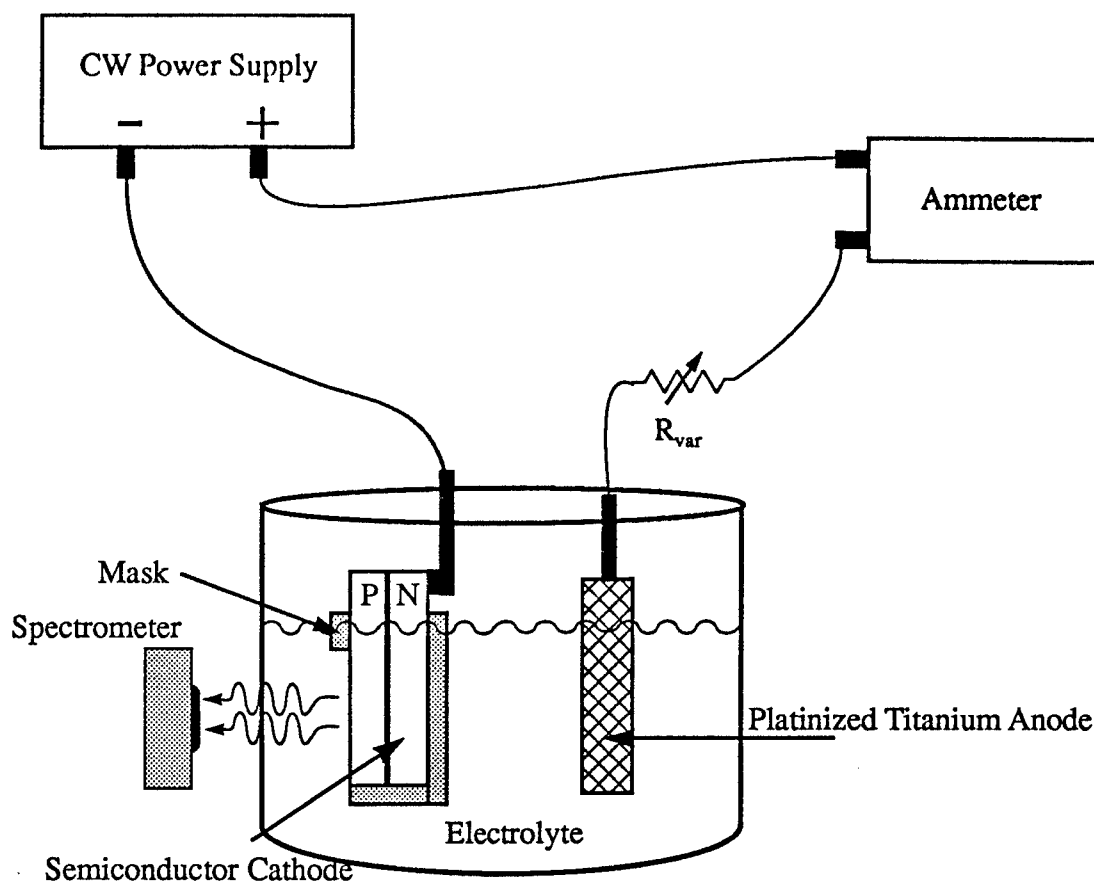 CW Power Supply
− +
Ammeter
R_var
Mask
P N
Spectrometer
Platinized Titanium Anode
Electrolyte
Semiconductor Cathode